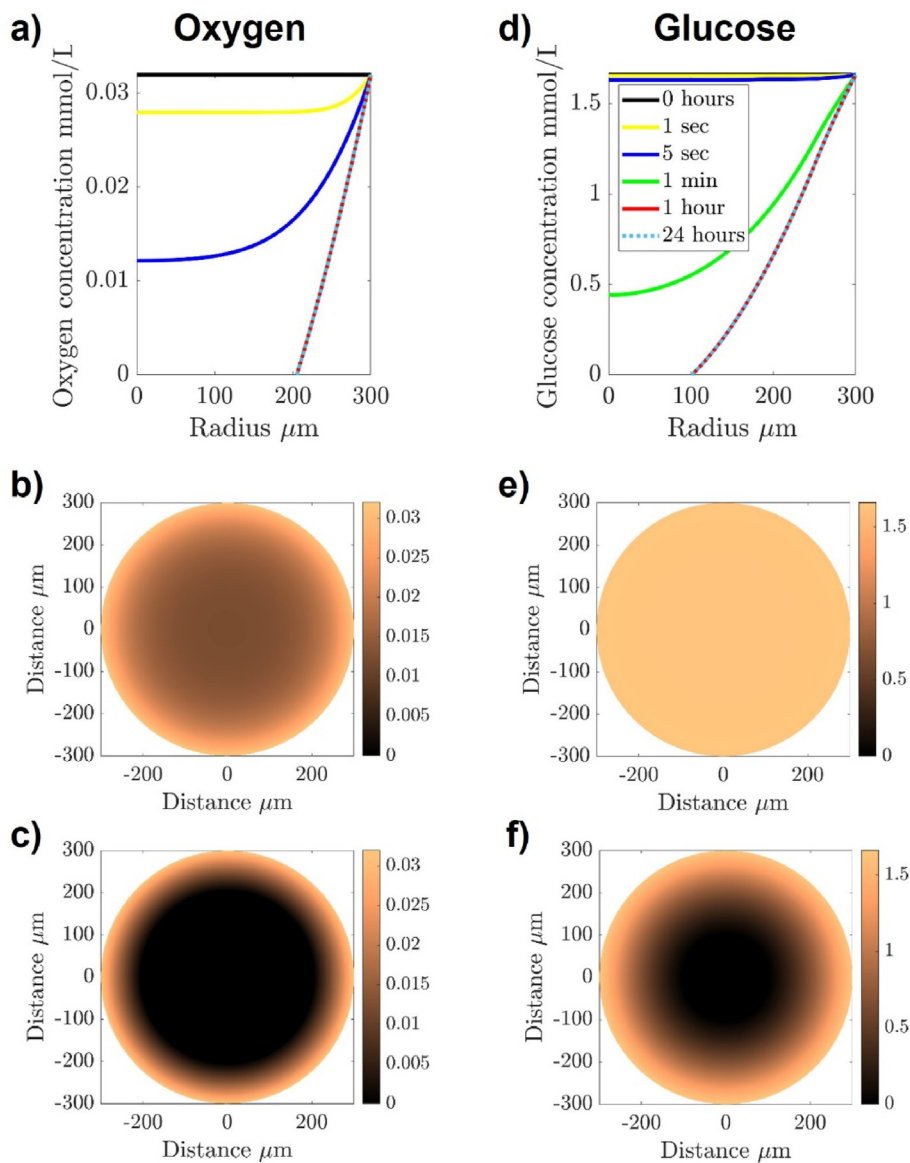 a) Oxygen
Oxygen concentration mmol/L
0.03
0.02
0.01
0
0 100 200 300
Radius μm
d) Glucose
Glucose concentration mmol/L
1.5
1
0.5
0
0 hours
1 sec
5 sec
1 min
1 hour
24 hours
0 100 200 300
Radius μm
b)
Distance μm
300
200
100
0
-100
-200
-300
-200 0 200
Distance μm
0.03
0.025
0.02
0.015
0.01
0.005
0
e)
Distance μm
300
200
100
0
-100
-200
-300
-200 0 200
Distance μm
1.5
1
0.5
0
c)
Distance μm
300
200
100
0
-100
-200
-300
-200 0 200
Distance μm
0.03
0.025
0.02
0.015
0.01
0.005
0
f)
Distance μm
300
200
100
0
-100
-200
-300
-200 0 200
Distance μm
1.5
1
0.5
0